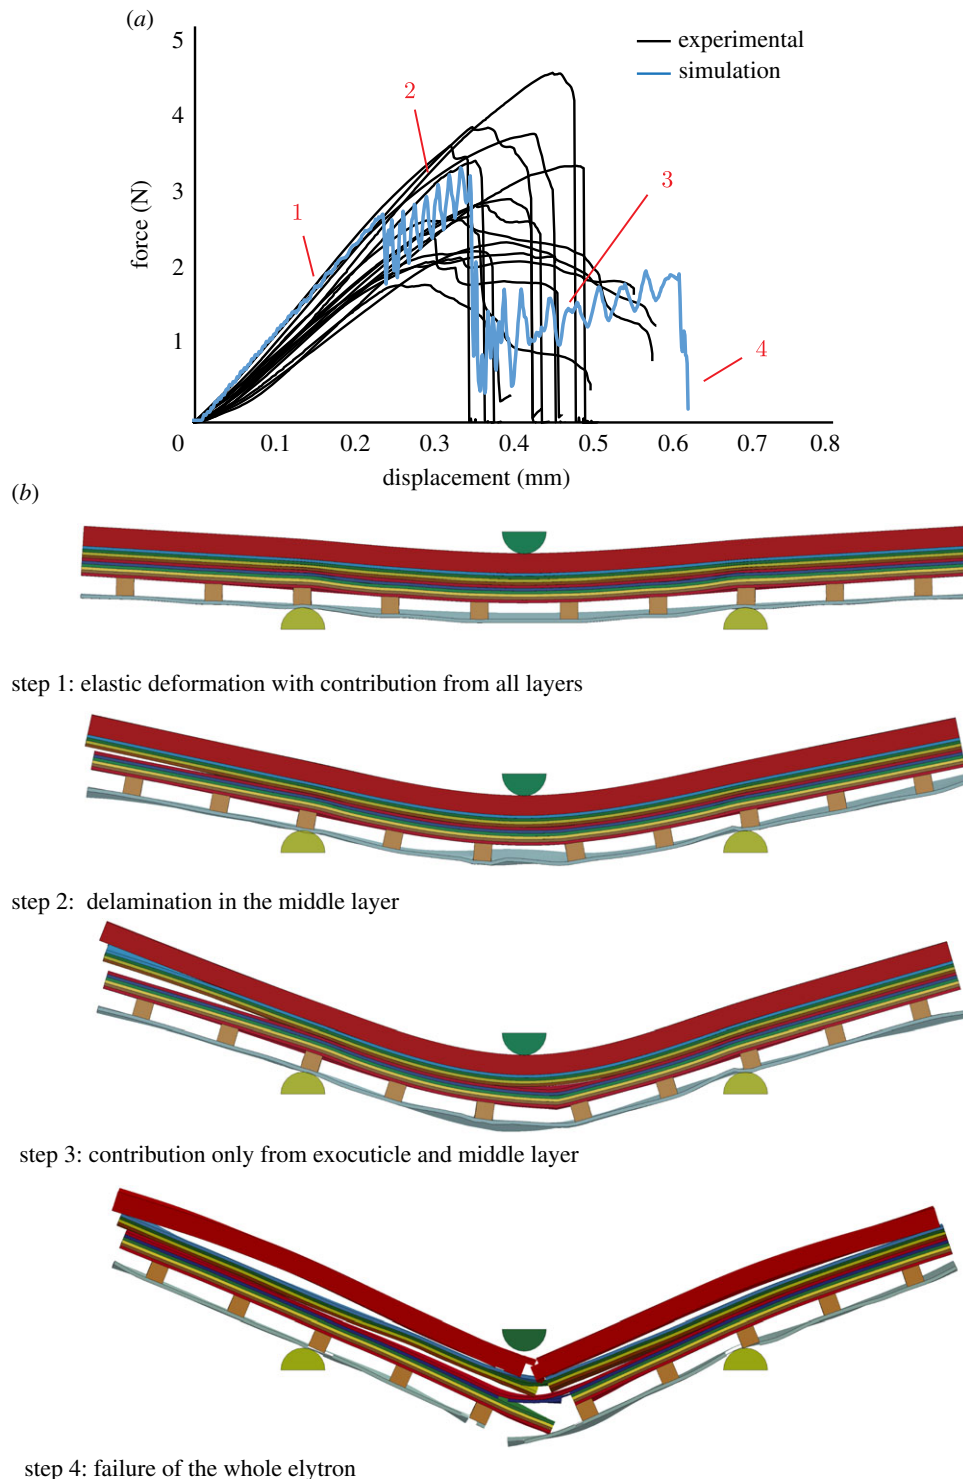 (a)
5
4
3
2
1
0
force (N)
experimental
simulation
1
2
3
4
0.1 0.2 0.3 0.4 0.5 0.6 0.7 0.8
displacement (mm)
(b)
step 1: elastic deformation with contribution from all layers
step 2: delamination in the middle layer
step 3: contribution only from exocuticle and middle layer
step 4: failure of the whole elytron